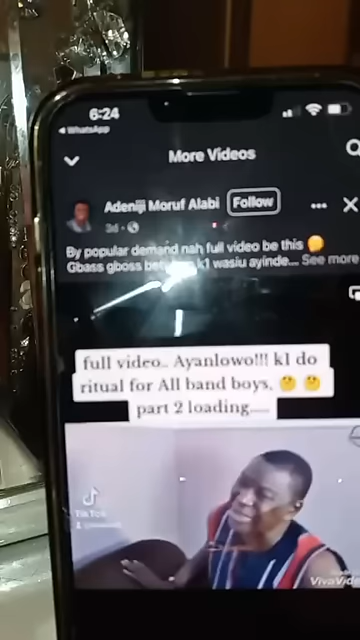 6:24
WhatsApp
More Videos
Adeniji Moruf Alabi Follow
3d
By popular demand nah full video be this 🤔
Gbass gboss k1 wasiu ayinde... See more
full video.. Ayanlowo!!! k1 do
ritual for All band boys. 🤔 🤔
part 2 loading.....
TikTok
VivaVide